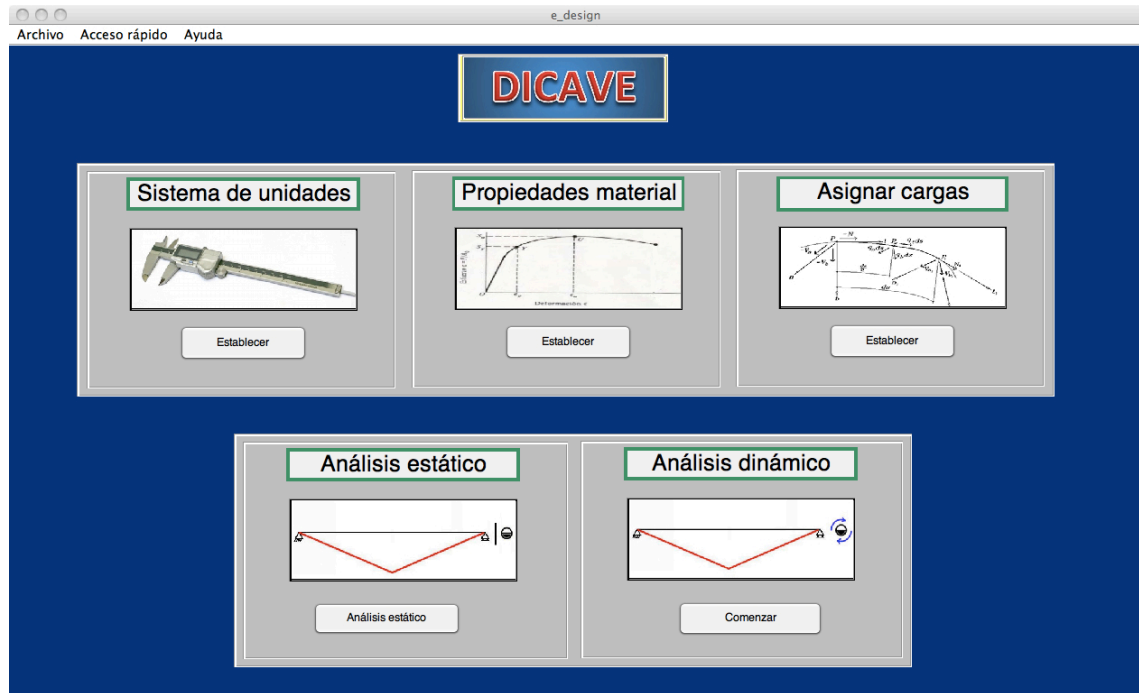 e_design
Archivo Acceso rápido Ayuda
DICAVE
Sistema de unidades
Propiedades material
Asignar cargas
Deformación ε
Establecer
Establecer
Establecer
Análisis estático
Análisis dinámico
Análisis estático
Comenzar